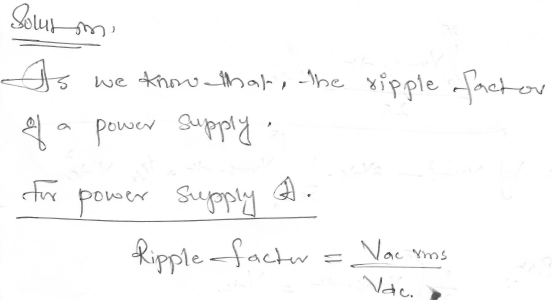 Solution.
As we know that, the ripple factor
of a power supply.
for power supply A.
Ripple factor = Vac rms / Vdc.